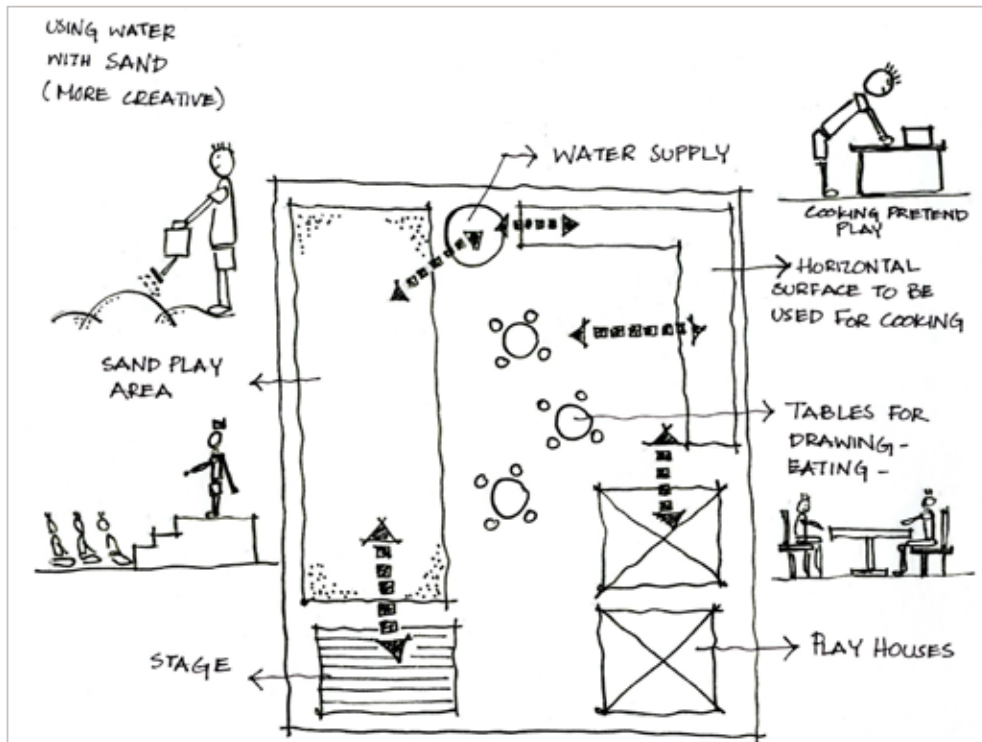 USING WATER
WITH SAND
(MORE CREATIVE)
WATER SUPPLY
COOKING PRETEND
PLAY
HORIZONTAL
SURFACE TO BE
USED FOR COOKING
SAND PLAY
AREA
TABLES FOR
DRAWING -
EATING -
STAGE
PLAY HOUSES